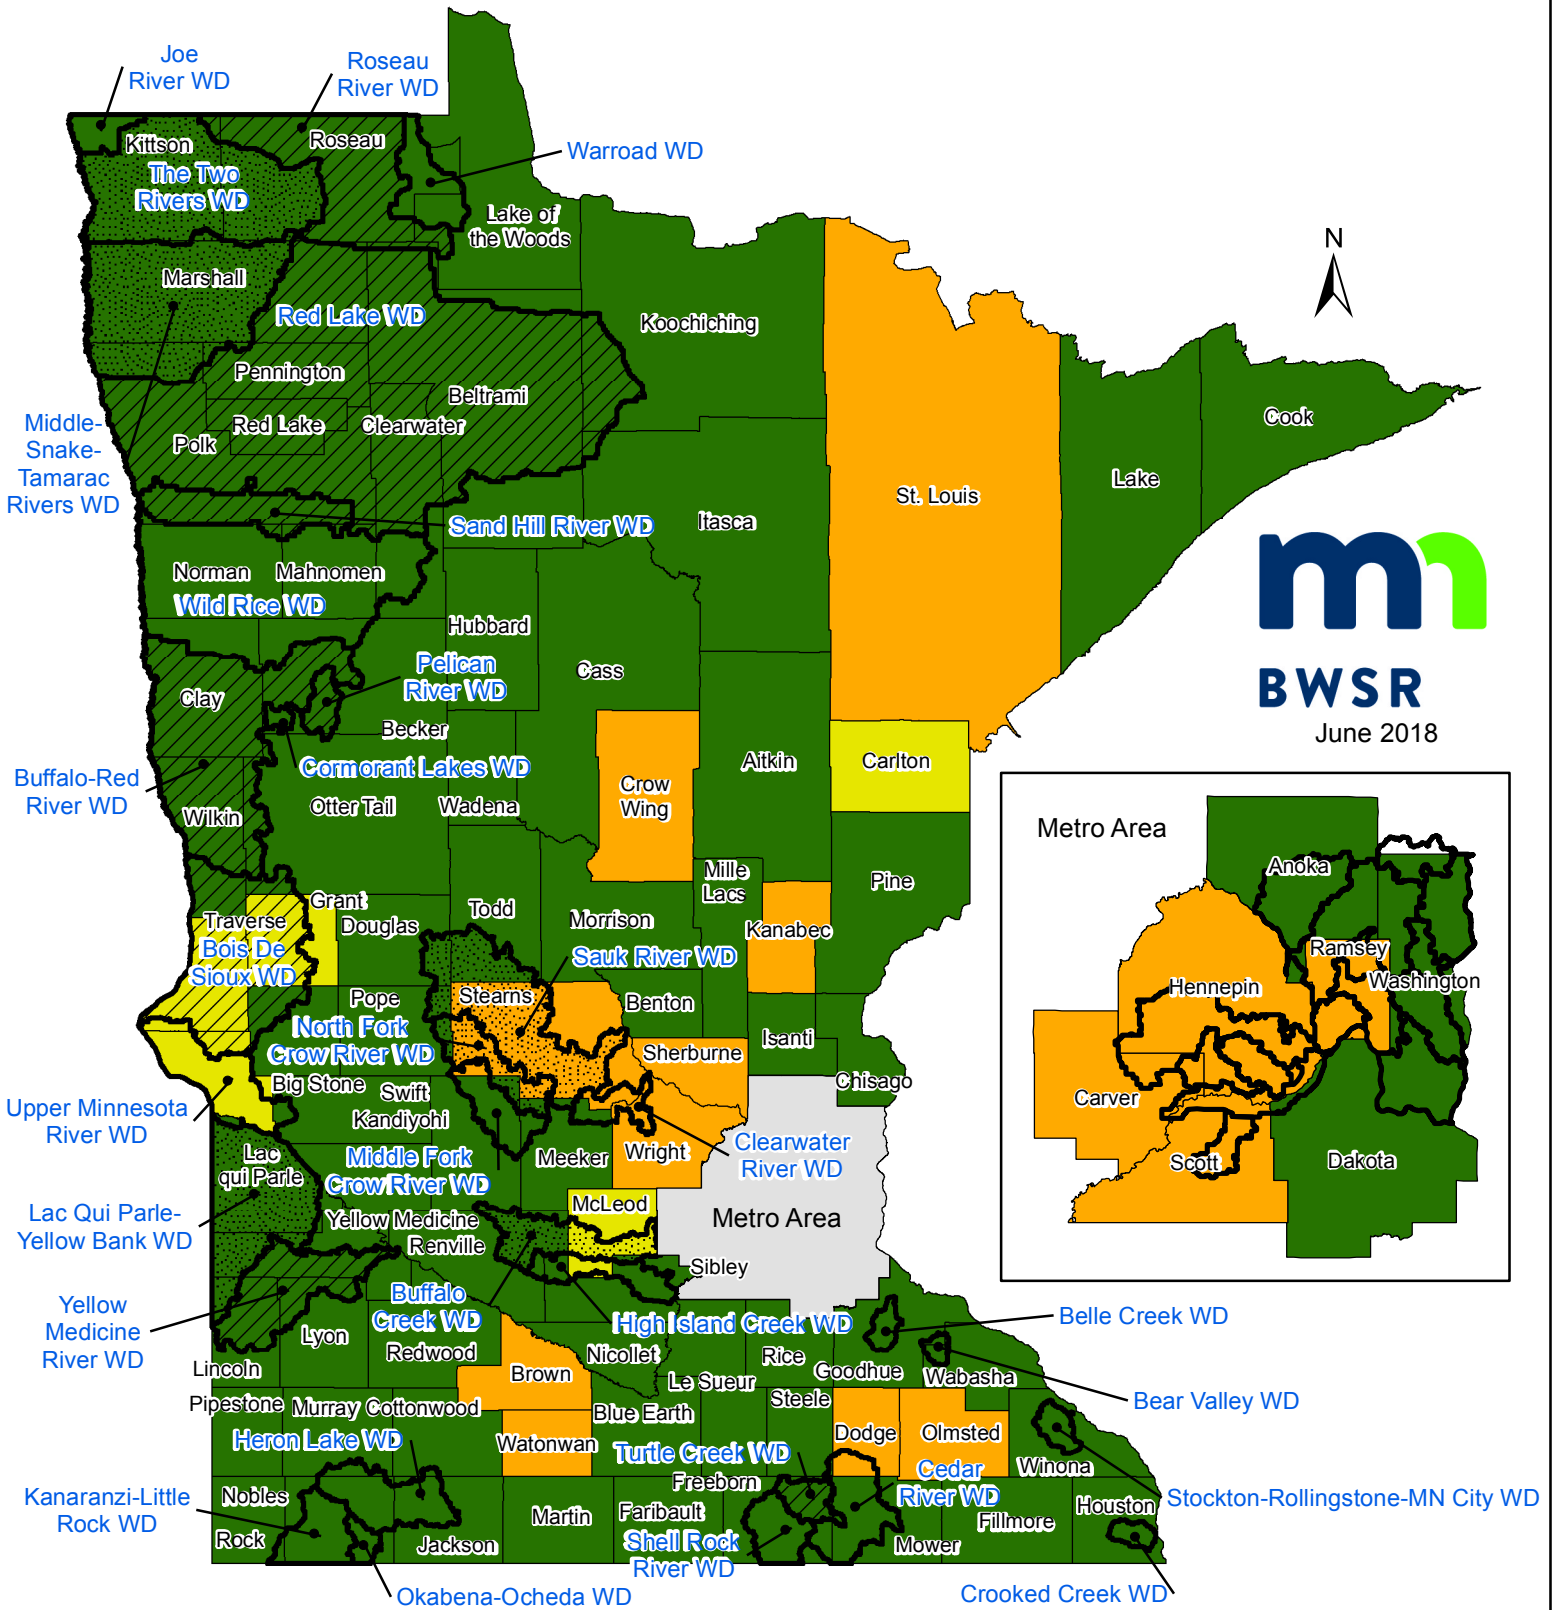 Joe
River WD
Roseau
River WD
Kittson
Roseau
Warroad WD
The Two
Rivers WD
Lake of
the Woods
N
Marshall
Red Lake WD
Koochiching
Pennington
Beltrami
Middle-
Snake-
Tamarac
Rivers WD
Red Lake
Clearwater
Polk
Cook
Lake
St. Louis
Itasca
Sand Hill River WD
Norman
Mahnomen
Wild Rice WD
mn
BWSR
June 2018
Hubbard
Cass
Pelican
River WD
Clay
Becker
Cormorant Lakes WD
Aitkin
Carlton
Buffalo-Red
River WD
Crow
Wing
Otter Tail
Wadena
Wilkin
Metro Area
Mille
Lacs
Pine
Anoka
Grant
Douglas
Todd
Morrison
Kanabec
Traverse
Bois De
Sioux WD
Sauk River WD
Ramsey
Washington
Hennepin
Pope
Stearns
Benton
North Fork
Crow River WD
Isanti
Sherburne
Big Stone
Swift
Chisago
Kandiyohi
Carver
Upper Minnesota
River WD
Clearwater
River WD
Lac
qui Parle
Middle Fork
Crow River WD
Meeker
Wright
Scott
Dakota
McLeod
Lac Qui Parle-
Yellow Bank WD
Yellow Medicine
Renville
Metro Area
Sibley
Yellow
Medicine
River WD
Buffalo
Creek WD
High Island Creek WD
Belle Creek WD
Lyon
Redwood
Nicollet
Rice
Goodhue
Lincoln
Brown
Le Sueur
Wabasha
Pipestone
Murray
Cottonwood
Blue Earth
Steele
Bear Valley WD
Heron Lake WD
Watonwan
Turtle Creek WD
Dodge
Olmsted
Cedar
River WD
Winona
Freeborn
Kanaranzi-Little
Rock WD
Nobles
Houston
Stockton-Rollingstone-MN City WD
Martin
Faribault
Fillmore
Rock
Jackson
Shell Rock
River WD
Mower
Okabena-Ocheda WD
Crooked Creek WD